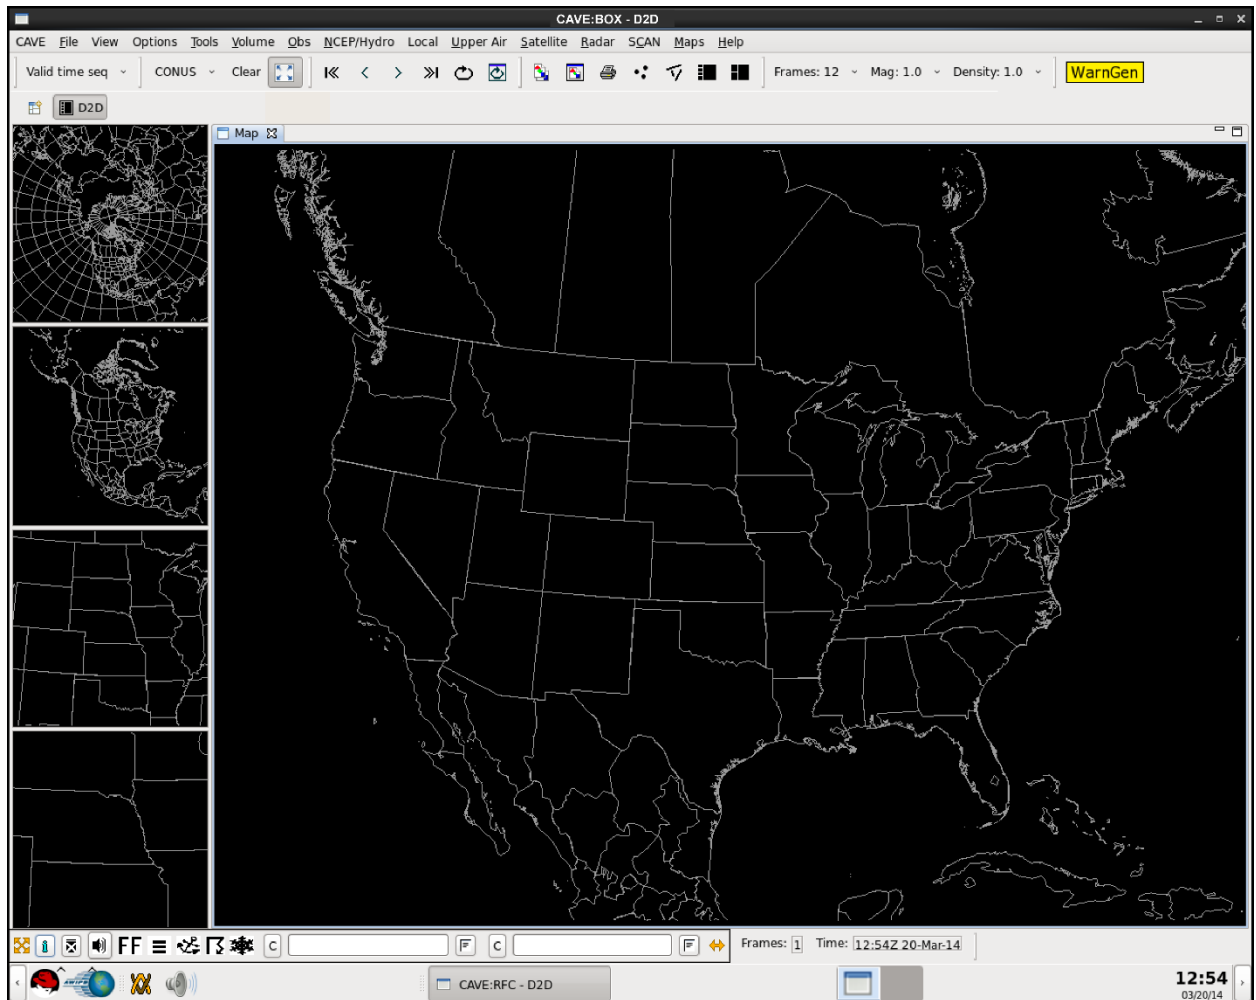 CAVE:BOX - D2D
CAVE File View Options Tools Volume Obs NCEP/Hydro Local Upper Air Satellite Radar SCAN Maps Help
Valid time seq CONUS Clear Frames: 12 Mag: 1.0 Density: 1.0 WarnGen
D2D
Map
FF C F C F Frames: 1 Time: 12:54Z 20-Mar-14
AWIPS CAVE:RFC - D2D 12:54
03/20/14